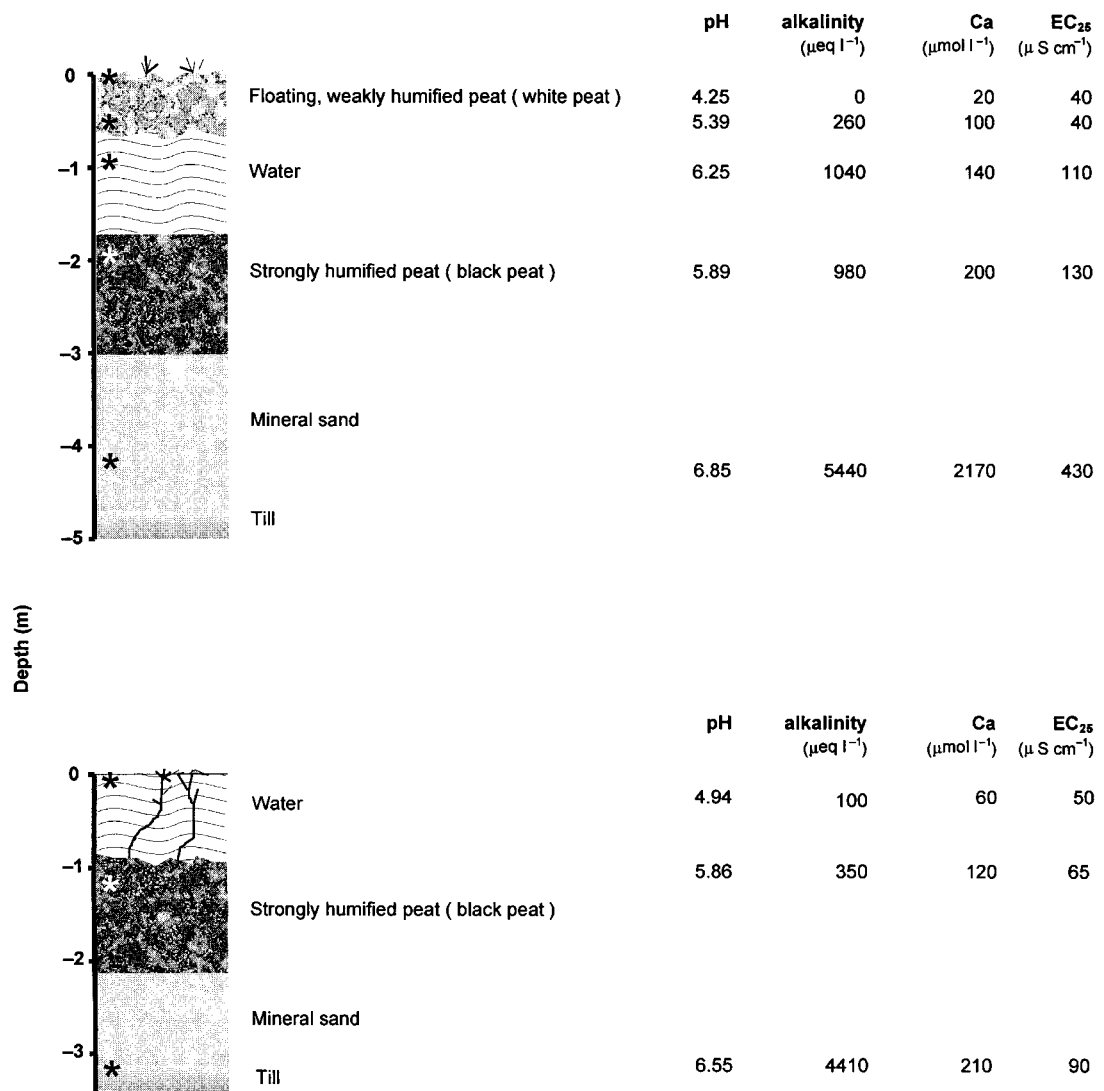 pH alkalinity Ca EC₂₅
(μeq l⁻¹) (μmol l⁻¹) (μ S cm⁻¹)
0 Floating, weakly humified peat ( white peat ) 4.25 0 20 40
5.39 260 100 40
–1 Water 6.25 1040 140 110
–2 Strongly humified peat ( black peat ) 5.89 980 200 130
–3
Mineral sand
–4
6.85 5440 2170 430
Till
–5
Depth (m)
pH alkalinity Ca EC₂₅
(μeq l⁻¹) (μmol l⁻¹) (μ S cm⁻¹)
0
Water 4.94 100 60 50
–1 5.86 350 120 65
Strongly humified peat ( black peat )
–2
Mineral sand
–3 6.55 4410 210 90
Till